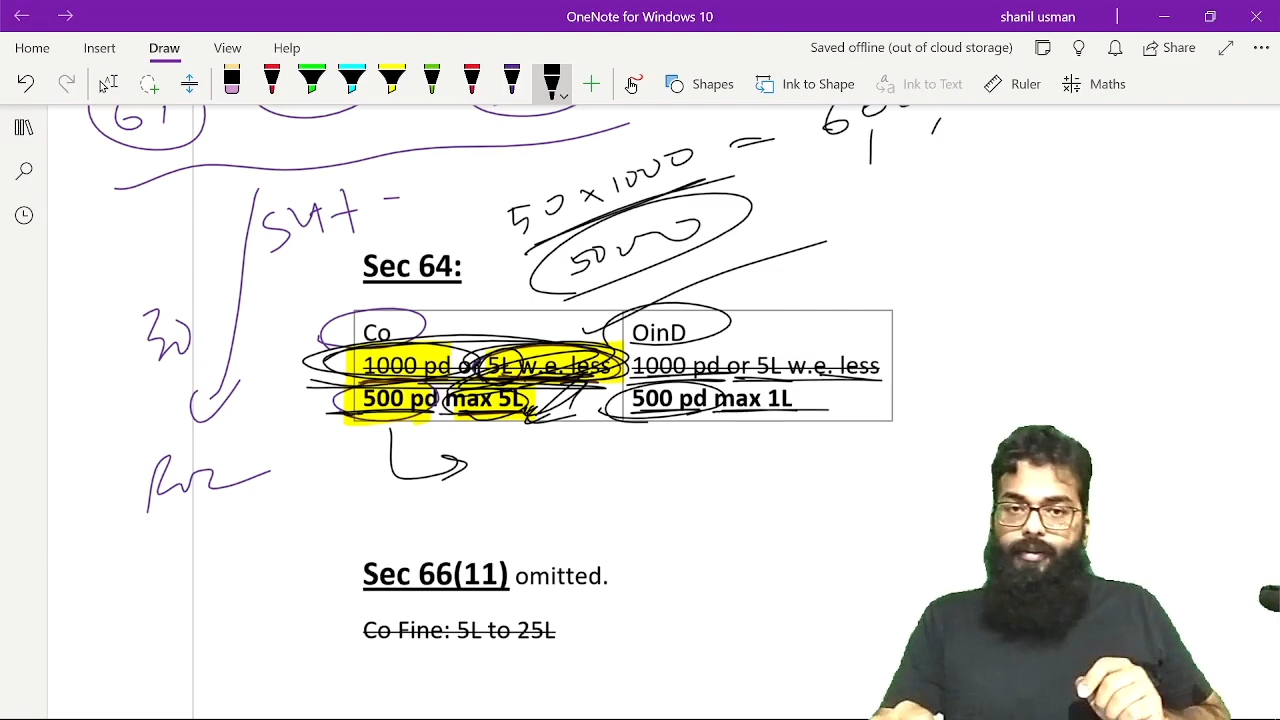 OneNote for Windows 10
shanil usman
Home Insert Draw View Help
Saved offline (out of cloud storage)
Share
Shapes
Ink to Shape
Ink to Text
Ruler
Maths
61
50 x 1000 =
SUH -
Sec 64:
Co
OinD
1000 pd or 5L w.e. less
1000 pd or 5L w.e. less
500 pd max 5L
500 pd max 1L
30
Sec 66(11) omitted.
Co Fine: 5L to 25L